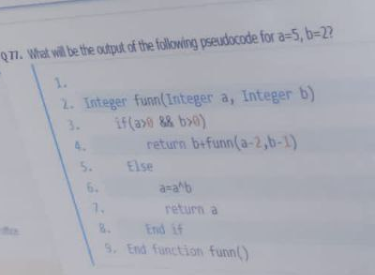 Q 77. What will be the output of the following pseudocode for a=5, b=2?
1.
2. Integer funn(Integer a, Integer b)
3. if(a>0 && b>0)
4. return b+funn(a-2,b-1)
5. Else
6. a=a^b
7. return a
8. End if
9. End function funn()